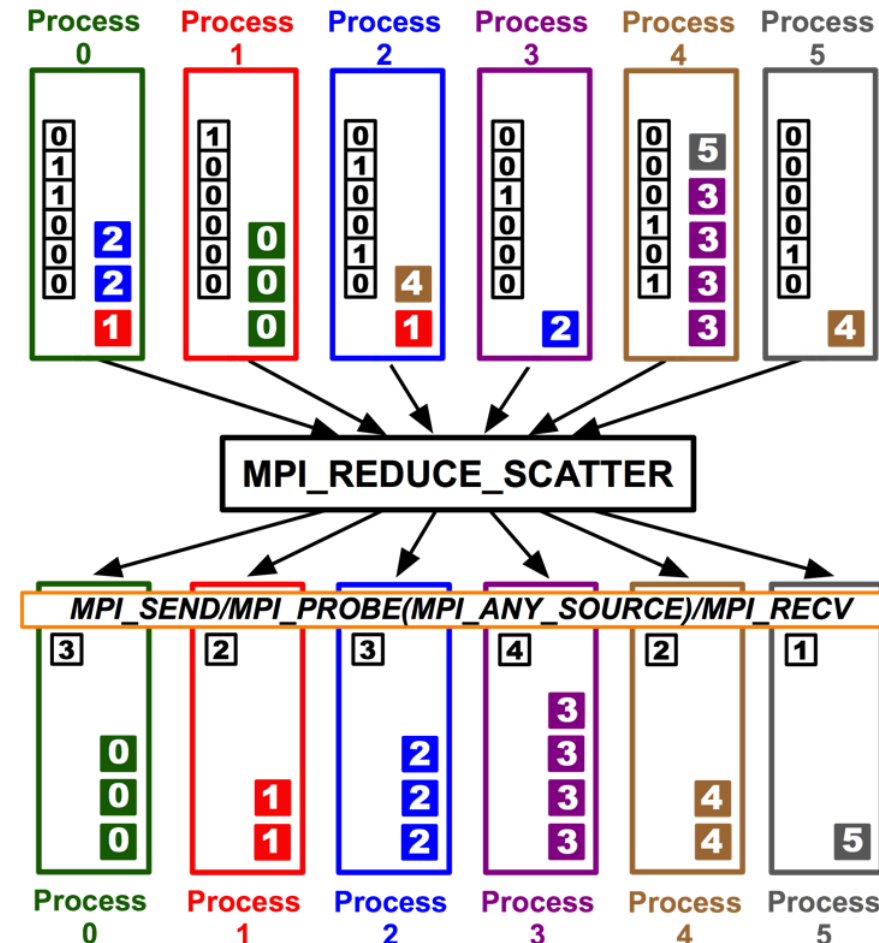 Process Process Process Process Process Process
0 1 2 3 4 5
0 1 0 0 0 0
1 0 1 0 0 5 0
1 0 0 1 0 3 0
0 0 0 0 1 3 0
0 2 0 0 1 0 0 3 1
0 2 0 0 0 4 0 1 3 0
1 0 1 2 3 4
MPI_REDUCE_SCATTER
MPI_SEND/MPI_PROBE(MPI_ANY_SOURCE)/MPI_RECV
3 2 3 4 2 1
3
0 2 3
0 1 2 3 4
0 1 2 3 4 5
Process Process Process Process Process Process
0 1 2 3 4 5